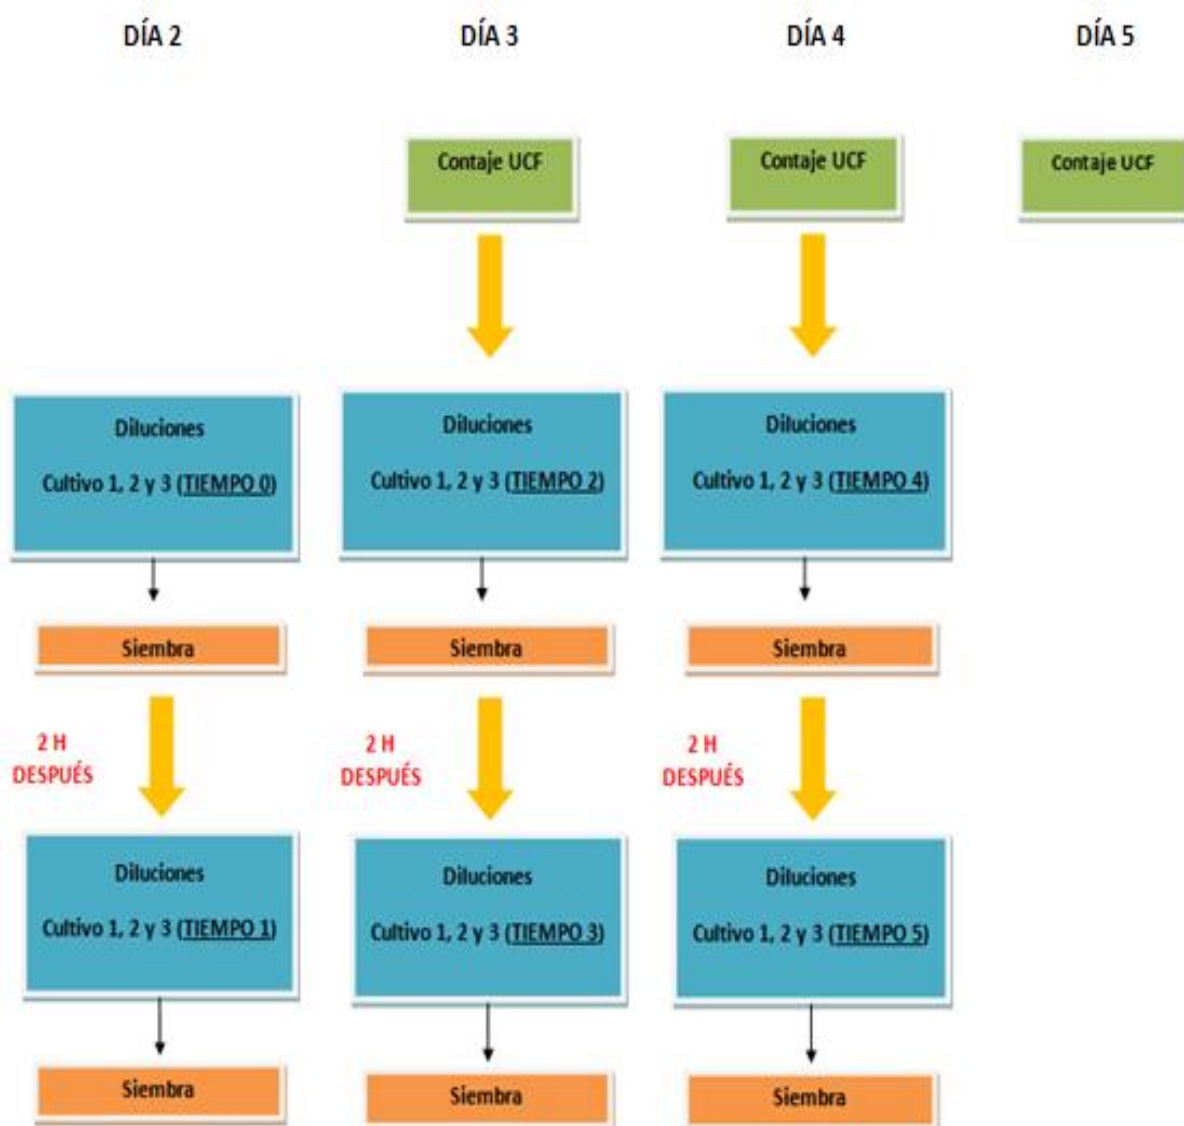 DÍA 2
DÍA 3
DÍA 4
DÍA 5
Contaje UCF
Contaje UCF
Contaje UCF
Diluciones
Cultivo 1, 2 y 3 (TIEMPO 0)
Diluciones
Cultivo 1, 2 y 3 (TIEMPO 2)
Diluciones
Cultivo 1, 2 y 3 (TIEMPO 4)
Siembra
Siembra
Siembra
2 H
DESPUÉS
2 H
DESPUÉS
2 H
DESPUÉS
Diluciones
Cultivo 1, 2 y 3 (TIEMPO 1)
Diluciones
Cultivo 1, 2 y 3 (TIEMPO 3)
Diluciones
Cultivo 1, 2 y 3 (TIEMPO 5)
Siembra
Siembra
Siembra